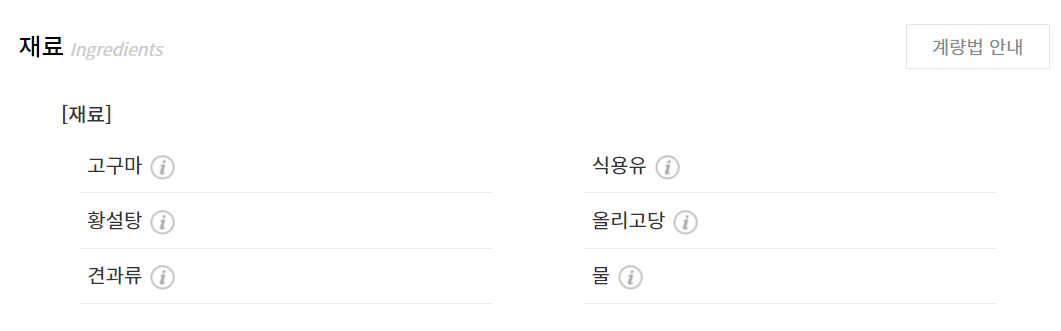 재료 Ingredients
계량법 안내
[재료]
고구마
식용유
황설탕
올리고당
견과류
물